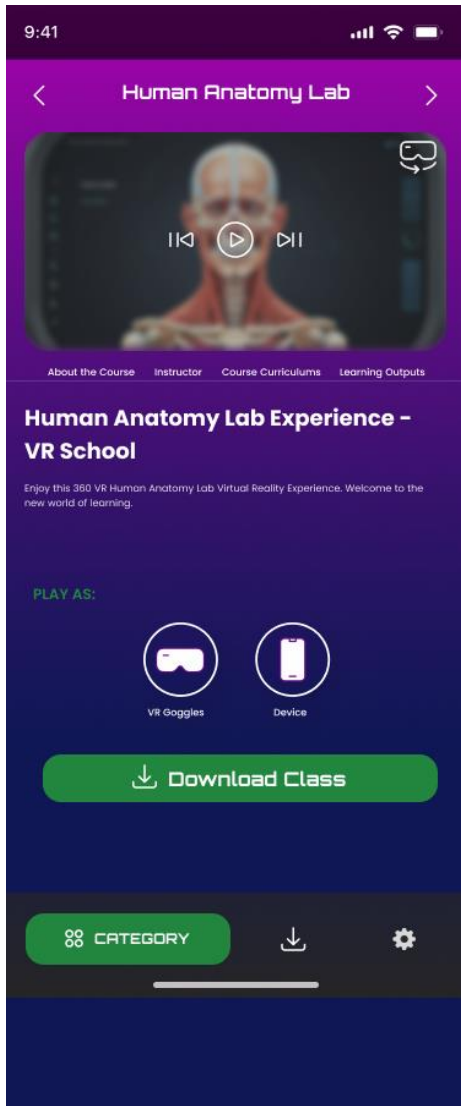 9:41
Human Anatomy Lab
About the Course Instructor Course Curriculums Learning Outputs
Human Anatomy Lab Experience -
VR School
Enjoy this 360 VR Human Anatomy Lab Virtual Reality Experience. Welcome to the
new world of learning.
PLAY AS:
VR Goggles Device
Download Class
CATEGORY